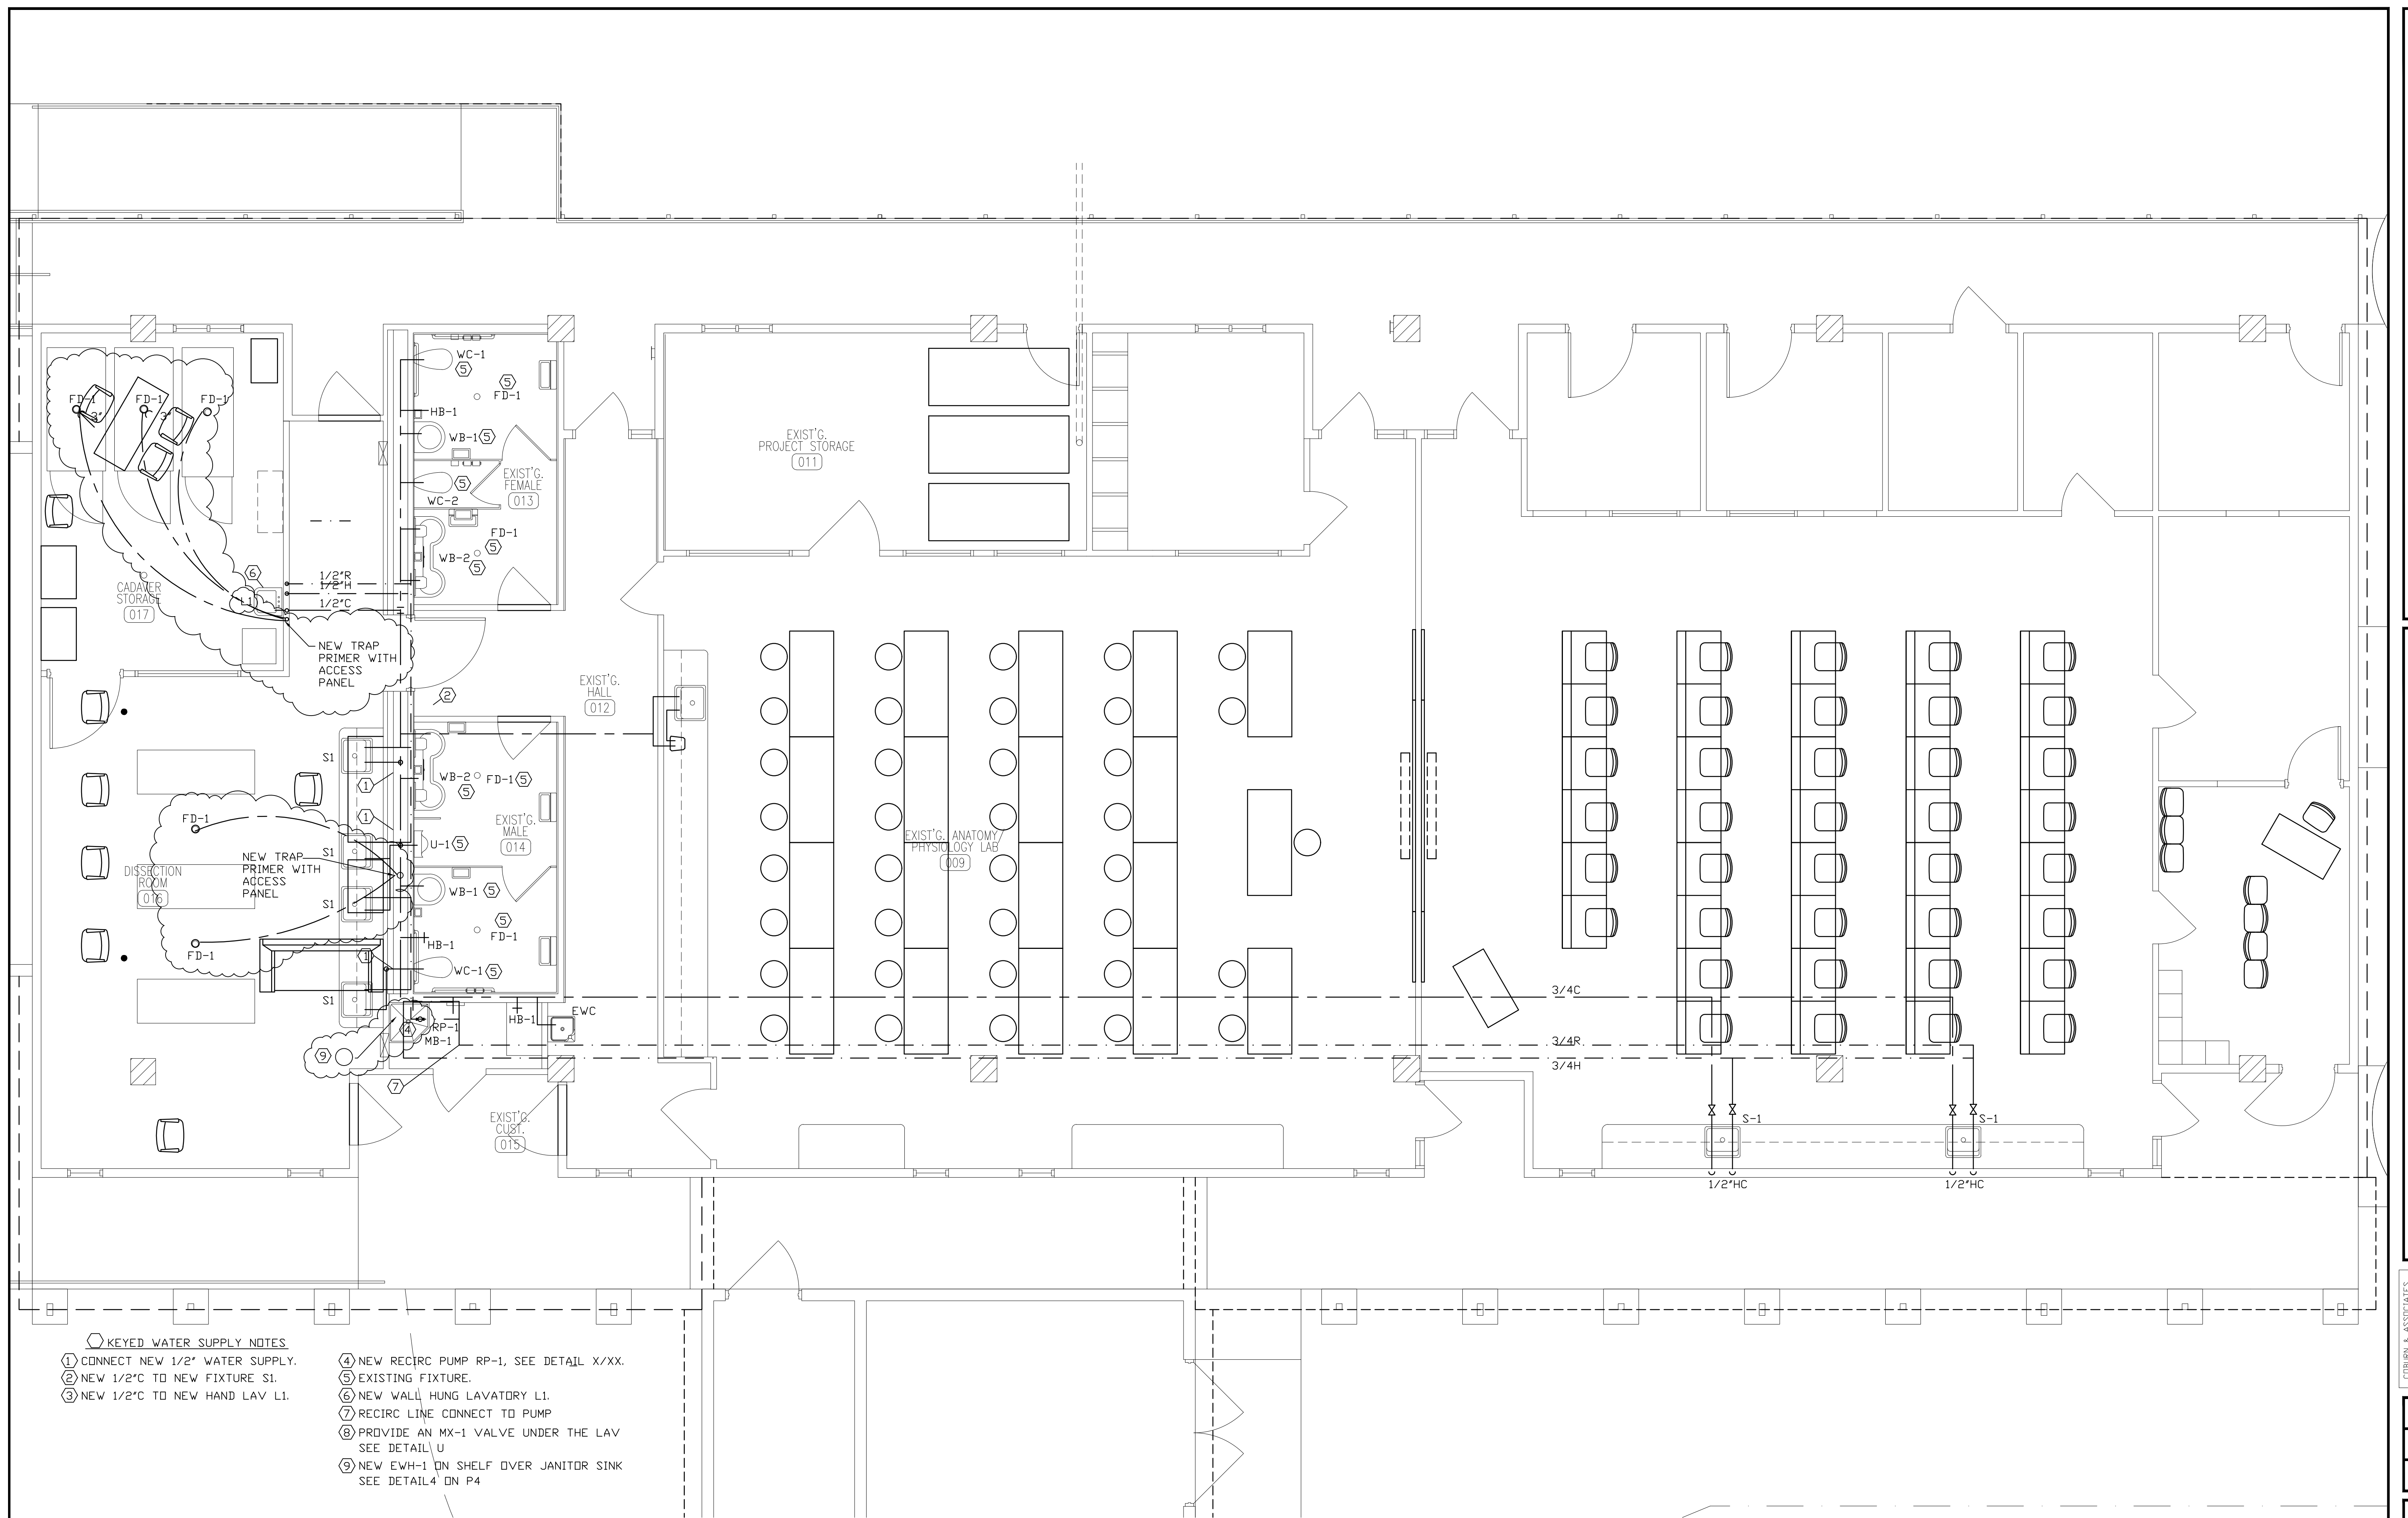 WC-1
5
5
FD-1
FD-1
FD-1
FD-1
3"
3"
HB-1
WB-1
5
EXIST'G.
PROJECT STORAGE
011
EXIST'G.
FEMALE
013
5
WC-2
FD-1
5
WB-2
5
6
1/2"R
1/2"H
1/2"C
L1
CADAVER
STORAGE
017
NEW TRAP
PRIMER WITH
ACCESS
PANEL
2
EXIST'G.
HALL
012
S1
1
WB-2
5
FD-1
5
1
FD-1
EXIST'G.
MALE
014
U-1
5
S1
NEW TRAP
PRIMER WITH
ACCESS
PANEL
DISSECTION
ROOM
016
WB-1
5
S1
5
FD-1
HB-1
FD-1
1
WC-1
5
S1
EXIST'G. ANATOMY/
PHYSIOLOGY LAB
009
3/4C
3/4R
3/4H
HB-1
EWC
4
RP-1
MB-1
9
7
EXIST'G.
CUST.
015
S-1
S-1
1/2"HC
1/2"HC
KEYED WATER SUPPLY NOTES
1 CONNECT NEW 1/2" WATER SUPPLY.
2 NEW 1/2"C TO NEW FIXTURE S1.
3 NEW 1/2"C TO NEW HAND LAV L1.
4 NEW RECIRC PUMP RP-1, SEE DETAIL X/XX.
5 EXISTING FIXTURE.
6 NEW WALL HUNG LAVATORY L1.
7 RECIRC LINE CONNECT TO PUMP
8 PROVIDE AN MX-1 VALVE UNDER THE LAV
SEE DETAIL U
9 NEW EWH-1 ON SHELF OVER JANITOR SINK
SEE DETAIL4 ON P4
COBURN & ASSOCIATES